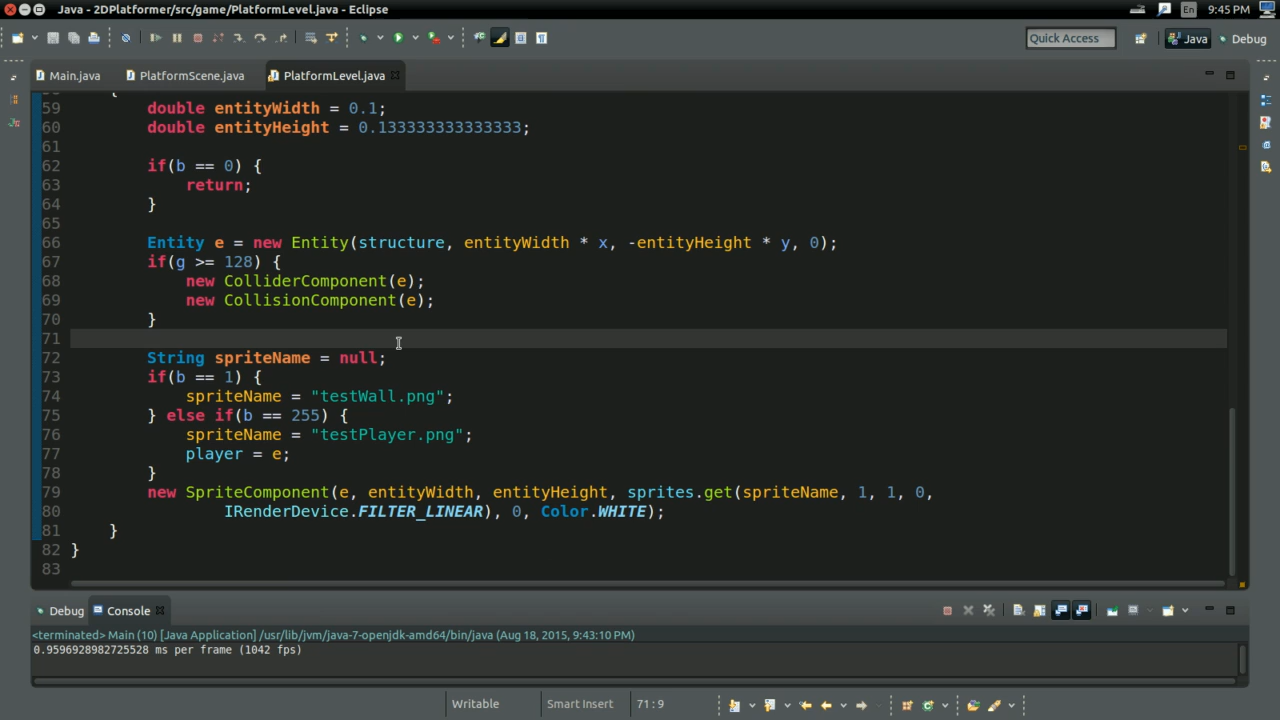 Java - 2DPlatformer/src/game/PlatformLevel.java - Eclipse
En
9:45 PM
Quick Access
Java
Debug
Main.java
PlatformScene.java
PlatformLevel.java
{
59 double entityWidth = 0.1;
60 double entityHeight = 0.133333333333333;
61
62 if(b == 0) {
63 return;
64 }
65
66 Entity e = new Entity(structure, entityWidth * x, -entityHeight * y, 0);
67 if(g >= 128) {
68 new ColliderComponent(e);
69 new CollisionComponent(e);
70 }
71
72 String spriteName = null;
73 if(b == 1) {
74 spriteName = "testWall.png";
75 } else if(b == 255) {
76 spriteName = "testPlayer.png";
77 player = e;
78 }
79 new SpriteComponent(e, entityWidth, entityHeight, sprites.get(spriteName, 1, 1, 0,
80 IRenderDevice.FILTER_LINEAR), 0, Color.WHITE);
81 }
82 }
83
Debug
Console
<terminated> Main (10) [Java Application] /usr/lib/jvm/java-7-openjdk-amd64/bin/java (Aug 18, 2015, 9:43:10 PM)
0.9596928982725528 ms per frame (1042 fps)
Writable
Smart Insert
71 : 9